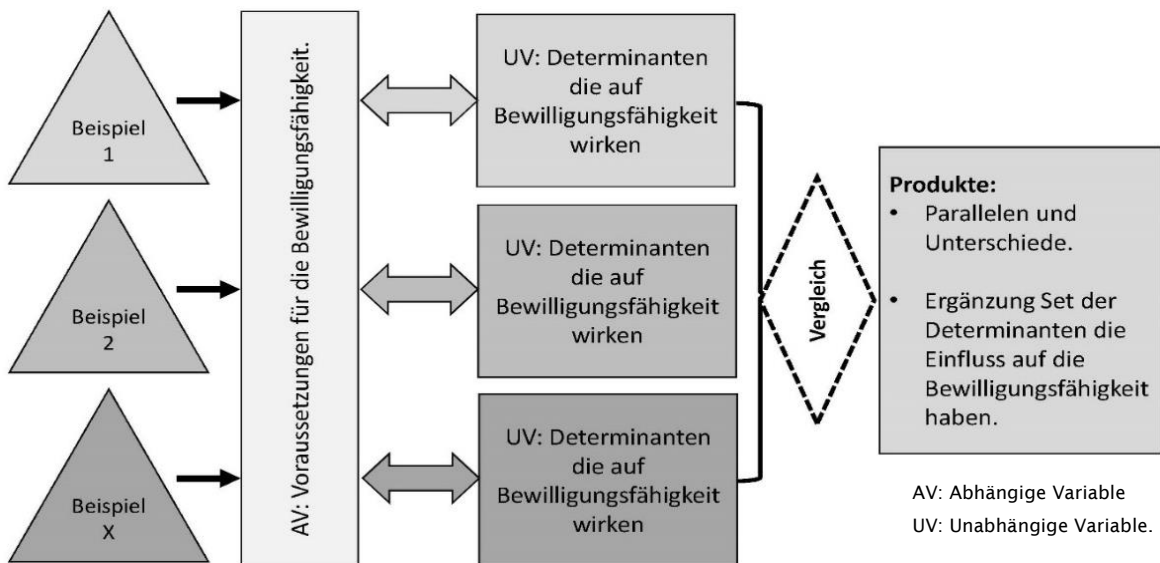 Beispiel
1
Beispiel
2
Beispiel
X
AV: Voraussetzungen für die Bewilligungsfähigkeit.
UV: Determinanten
die auf
Bewilligungsfähigkeit
wirken
UV: Determinanten
die auf
Bewilligungsfähigkeit
wirken
UV: Determinanten
die auf
Bewilligungsfähigkeit
wirken
Vergleich
Produkte:
• Parallelen und
Unterschiede.
• Ergänzung Set der
Determinanten die
Einfluss auf die
Bewilligungsfähigkeit
haben.
AV: Abhängige Variable
UV: Unabhängige Variable.